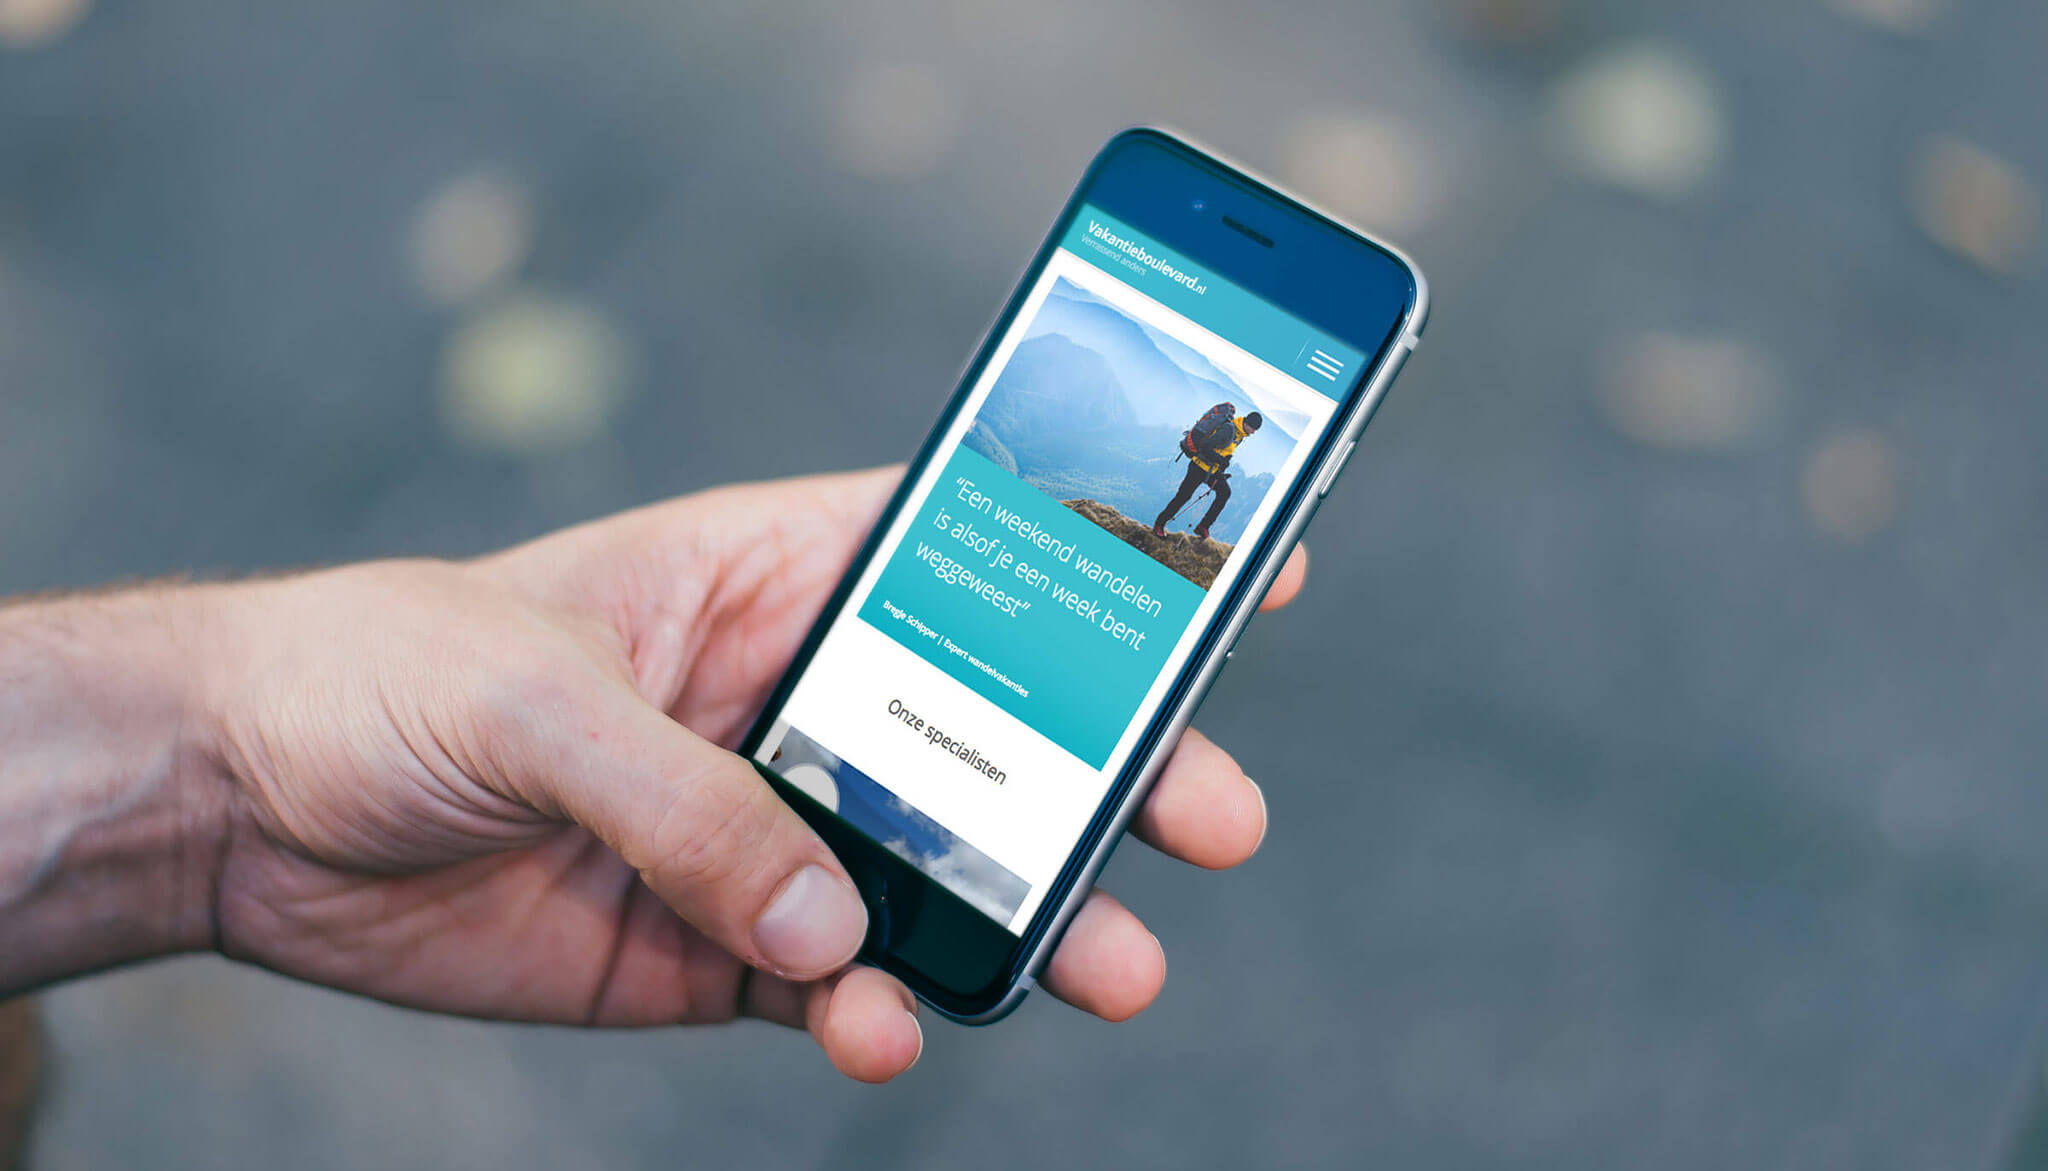 Vakantieboulevard.nl
Verrassend anders
“Een weekend wandelen
is alsof je een week bent
weggeweest”
Bregje Schipper | Expert wandelvakanties
Onze specialisten